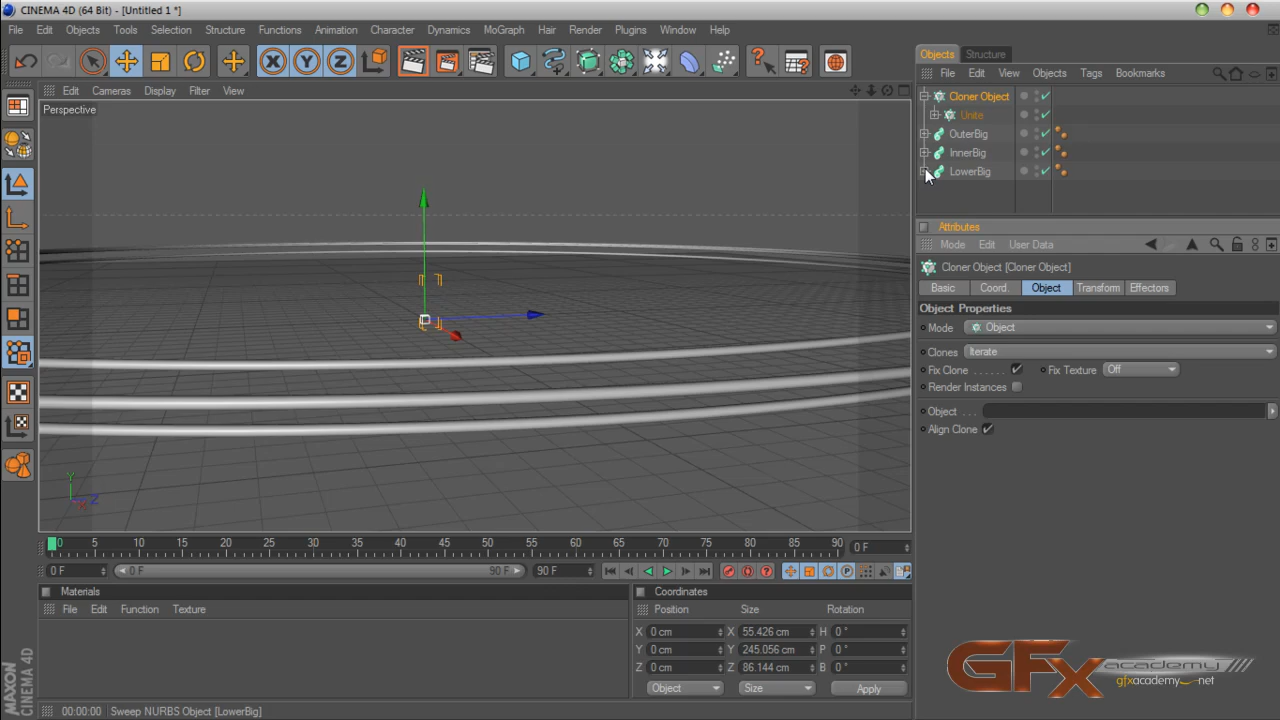 CINEMA 4D (64 Bit) - [Untitled 1 *]
File Edit Objects Tools Selection Structure Functions Animation Character Dynamics MoGraph Hair Render Plugins Window Help
X Y Z
Edit Cameras Display Filter View
Perspective
Objects Structure
File Edit View Objects Tags Bookmarks
Cloner Object
Unite
OuterBig
InnerBig
LowerBig
Attributes
Mode Edit User Data
Cloner Object [Cloner Object]
Basic Coord. Object Transform Effectors
Object Properties
Mode Object
Clones Iterate
Fix Clone . . . . . . Fix Texture Off
Render Instances
Object . . .
Align Clone
Y
X Z
0 5 10 15 20 25 30 35 40 45 50 55 60 65 70 75 80 85 90 0 F
0 F 0 F 90 F 90 F
Materials
File Edit Function Texture
Coordinates
Position Size Rotation
X 0 cm X 55.426 cm H 0 °
Y 0 cm Y 245.056 cm P 0 °
Z 0 cm Z 86.144 cm B 0 °
Object Size Apply
00:00:00 Sweep NURBS Object [LowerBig]
MAXON
CINEMA 4D
GFx academy
gfxacademy.net